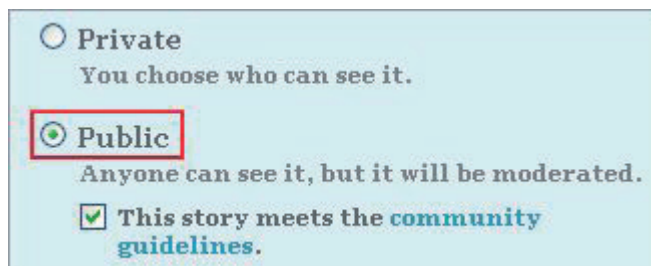 Private
You choose who can see it.
Public
Anyone can see it, but it will be moderated.
This story meets the community
guidelines.